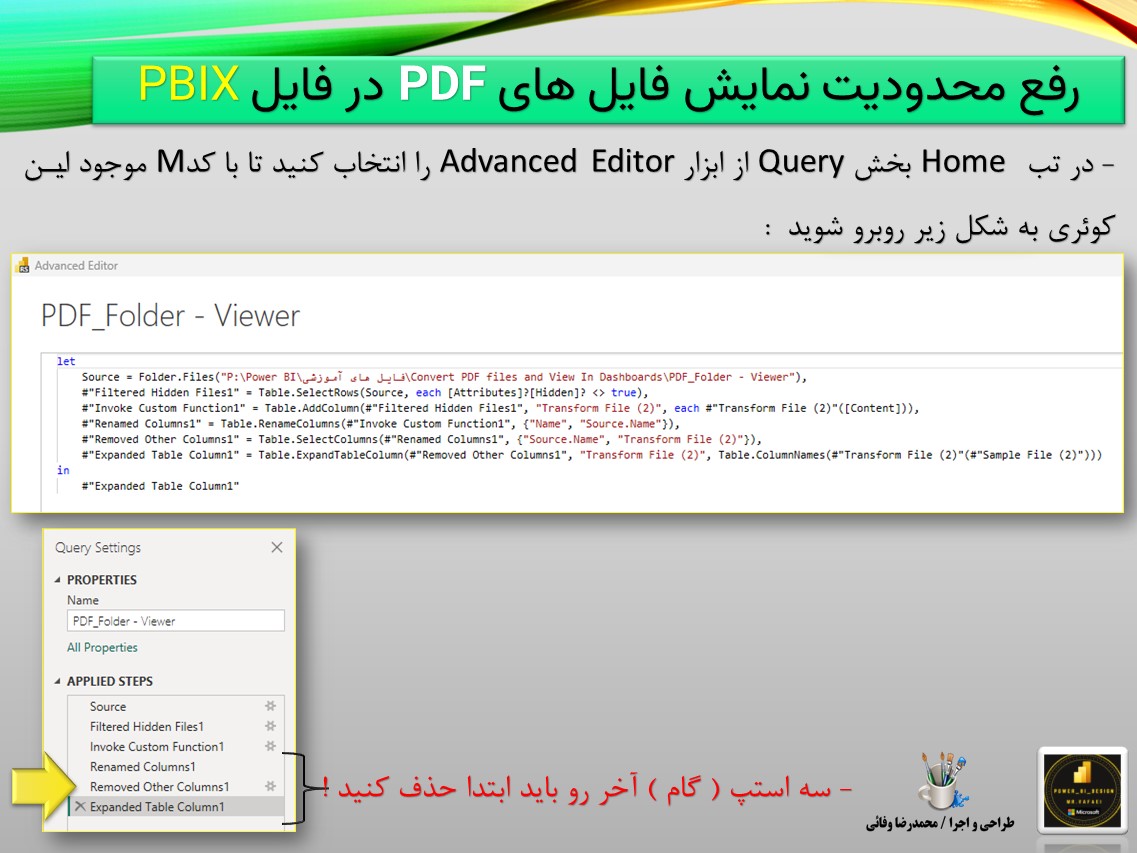 رفع محدودیت نمایش فایل های PDF در فایل PBIX
- در تب Home بخش Query از ابزار Advanced Editor را انتخاب کنید تا با کدM موجود ایـن
کوئری به شکل زیر روبرو شوید :
Advanced Editor
PDF_Folder - Viewer
let
Source = Folder.Files("P:\Power BI\فایل های آموزشی\Convert PDF files and View In Dashboards\PDF_Folder - Viewer"),
#"Filtered Hidden Files1" = Table.SelectRows(Source, each [Attributes]?[Hidden]? <> true),
#"Invoke Custom Function1" = Table.AddColumn(#"Filtered Hidden Files1", "Transform File (2)", each #"Transform File (2)"([Content])),
#"Renamed Columns1" = Table.RenameColumns(#"Invoke Custom Function1", {"Name", "Source.Name"}),
#"Removed Other Columns1" = Table.SelectColumns(#"Renamed Columns1", {"Source.Name", "Transform File (2)"}),
#"Expanded Table Column1" = Table.ExpandTableColumn(#"Removed Other Columns1", "Transform File (2)", Table.ColumnNames(#"Transform File (2)"(#"Sample File (2)")))
in
#"Expanded Table Column1"
Query Settings
PROPERTIES
Name
PDF_Folder - Viewer
All Properties
APPLIED STEPS
Source
Filtered Hidden Files1
Invoke Custom Function1
Renamed Columns1
Removed Other Columns1
Expanded Table Column1
- سه استپ ( گام ) آخر رو باید ابتدا حذف کنید !
طراحی و اجرا / محمدرضا وفائی
POWER_BI_DESIGN
MR.VAFAEI
Microsoft